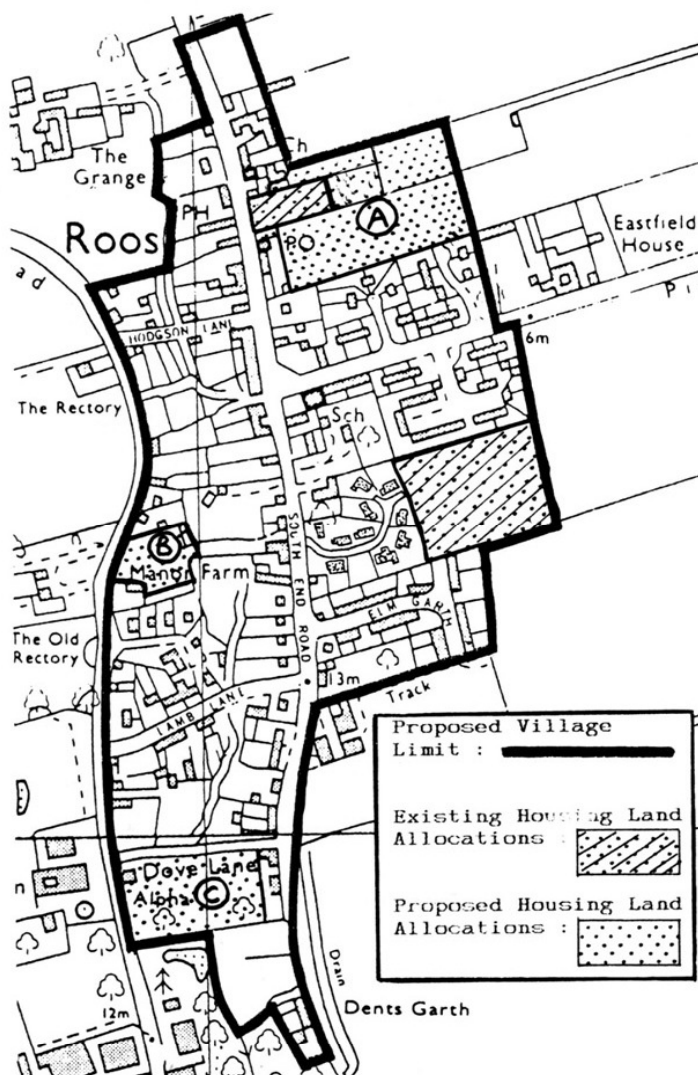 Ch
The
Grange
PH
Roos
PO
A
Eastfield
House
ad
P
HODGSON LANE
6m
The Rectory
Sch
B
Manor Farm
SOUTH END ROAD
ELM GARTH
The Old
Rectory
13m
Track
LAMB LANE
Proposed Village
Limit :
Existing Housing Land
Allocations :
Proposed Housing Land
Allocations :
n
Dove Lane
Alpha
C
Drain
Dents Garth
12m